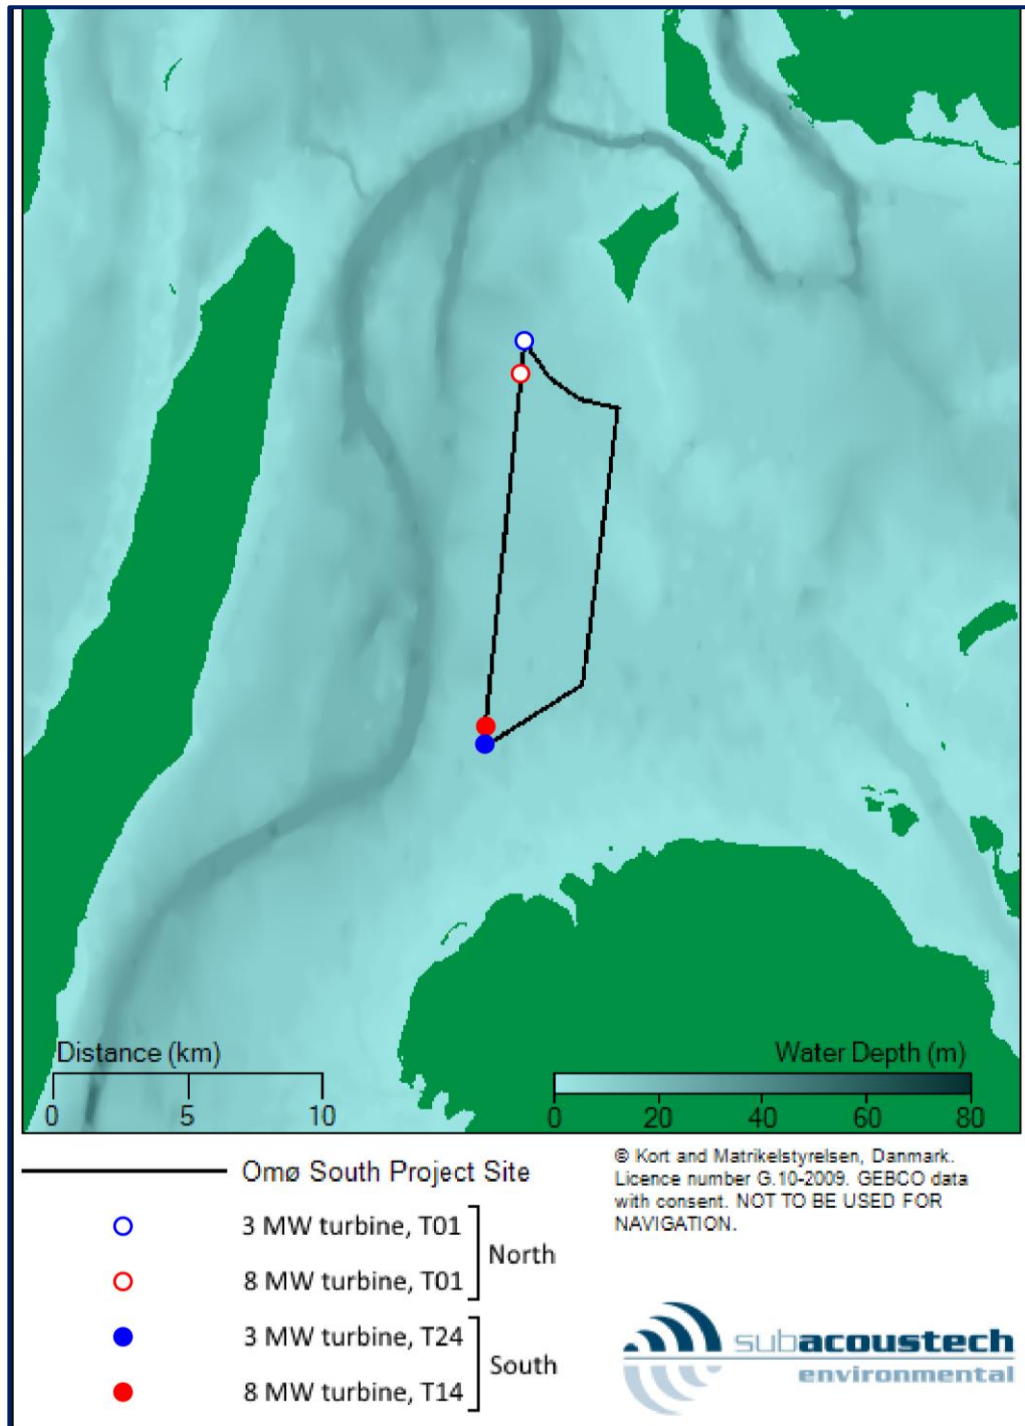 Distance (km)
0 5 10
Water Depth (m)
0 20 40 60 80
Omø South Project Site
3 MW turbine, T01
8 MW turbine, T01
North
3 MW turbine, T24
8 MW turbine, T14
South
© Kort and Matrikelstyrelsen, Danmark.
Licence number G.10-2009. GEBCO data
with consent. NOT TO BE USED FOR
NAVIGATION.
subacoustech
environmental